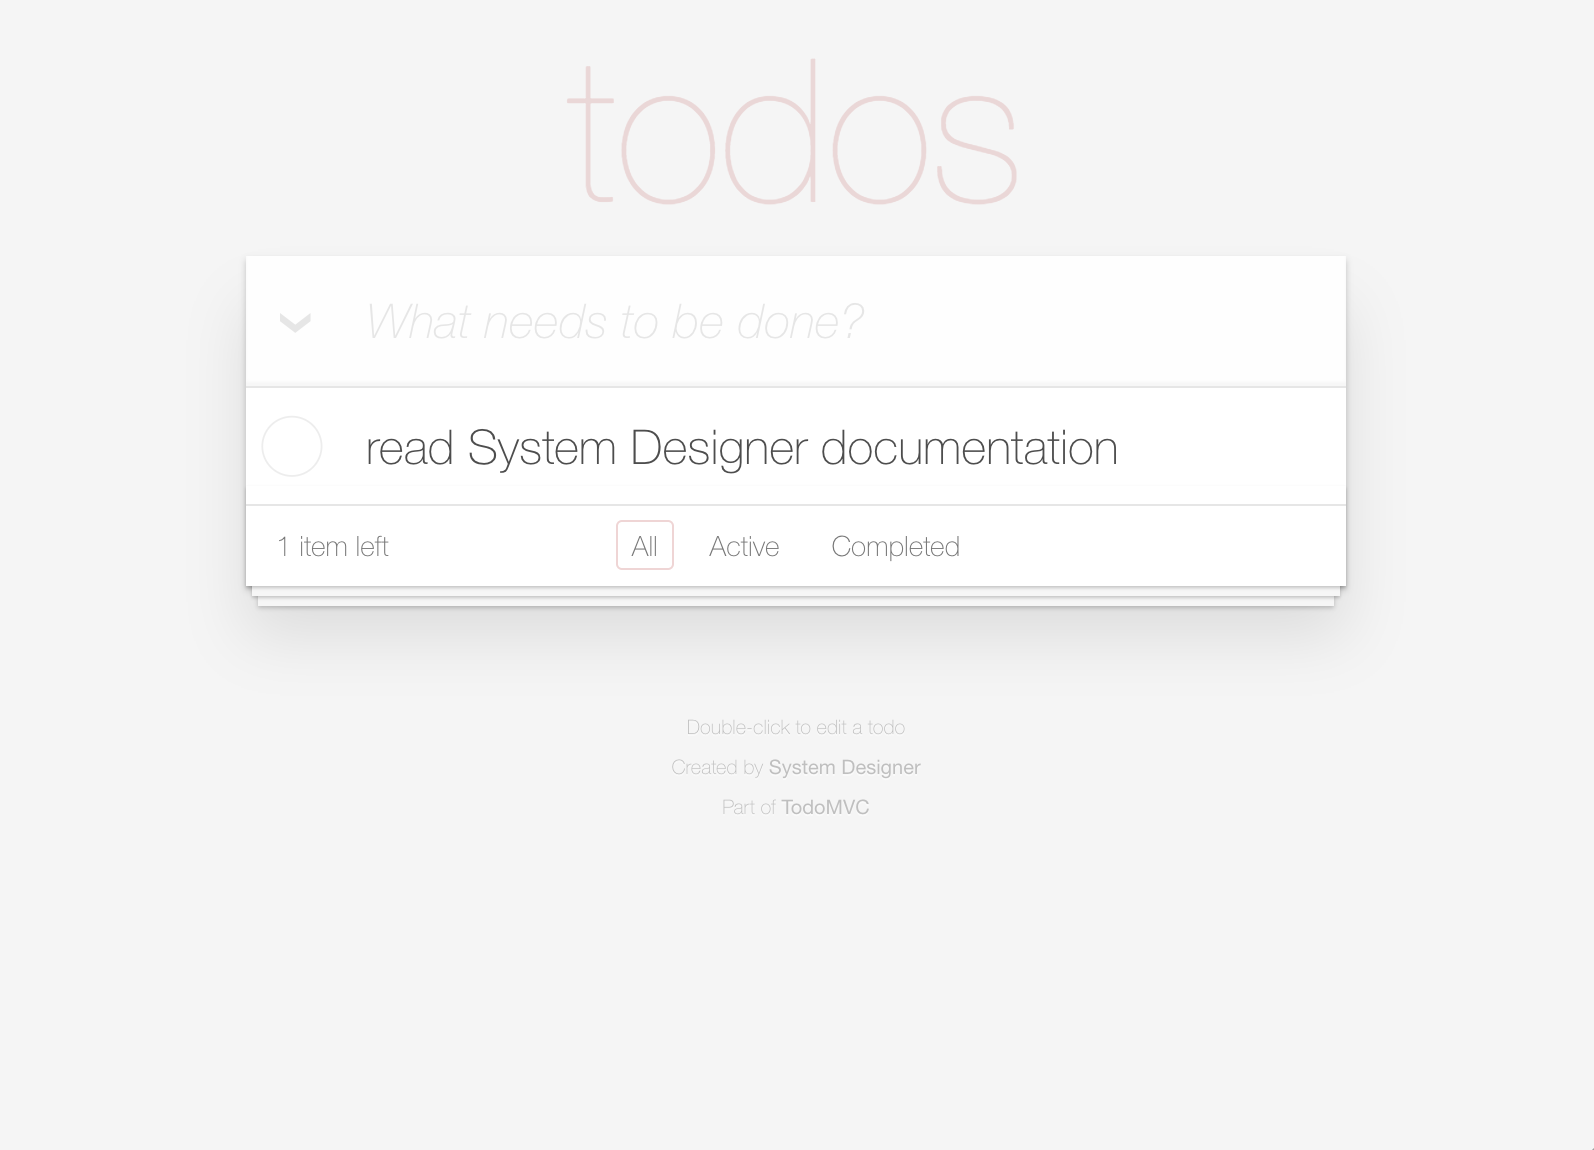 todos
What needs to be done?
read System Designer documentation
1 item left All Active Completed
Double-click to edit a todo
Created by System Designer
Part of TodoMVC